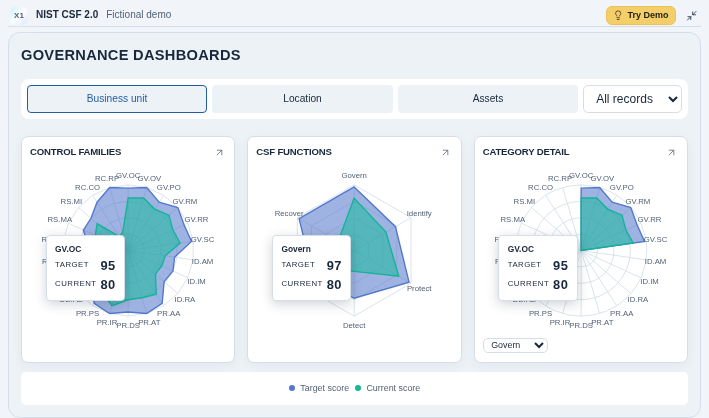 X1 NIST CSF 2.0 Fictional demo Try Demo
GOVERNANCE DASHBOARDS
Business unit Location Assets All records
CONTROL FAMILIES
GV.OC
GV.OV
GV.PO
GV.RM
GV.RR
GV.SC
ID.AM
ID.IM
ID.RA
PR.AA
PR.AT
PR.DS
PR.IR
PR.PS
RS.MA
RS.MI
RC.CO
RC.RP
GV.OC
TARGET 95
CURRENT 80
CSF FUNCTIONS
Govern
Identify
Protect
Detect
Recover
Govern
TARGET 97
CURRENT 80
CATEGORY DETAIL
GV.OC
GV.OV
GV.PO
GV.RM
GV.RR
GV.SC
ID.AM
ID.IM
ID.RA
PR.AA
PR.AT
PR.DS
PR.IR
PR.PS
RS.MA
RS.MI
RC.CO
RC.RP
GV.OC
TARGET 95
CURRENT 80
Govern
Target score Current score